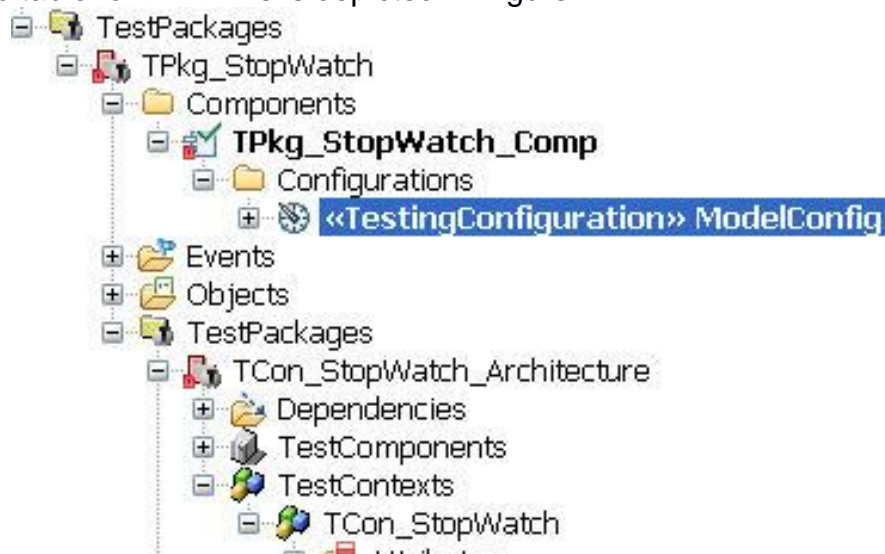 TestPackages
TPkg_StopWatch
Components
TPkg_StopWatch_Comp
Configurations
«TestingConfiguration» ModelConfig
Events
Objects
TestPackages
TCon_StopWatch_Architecture
Dependencies
TestComponents
TestContexts
TCon_StopWatch